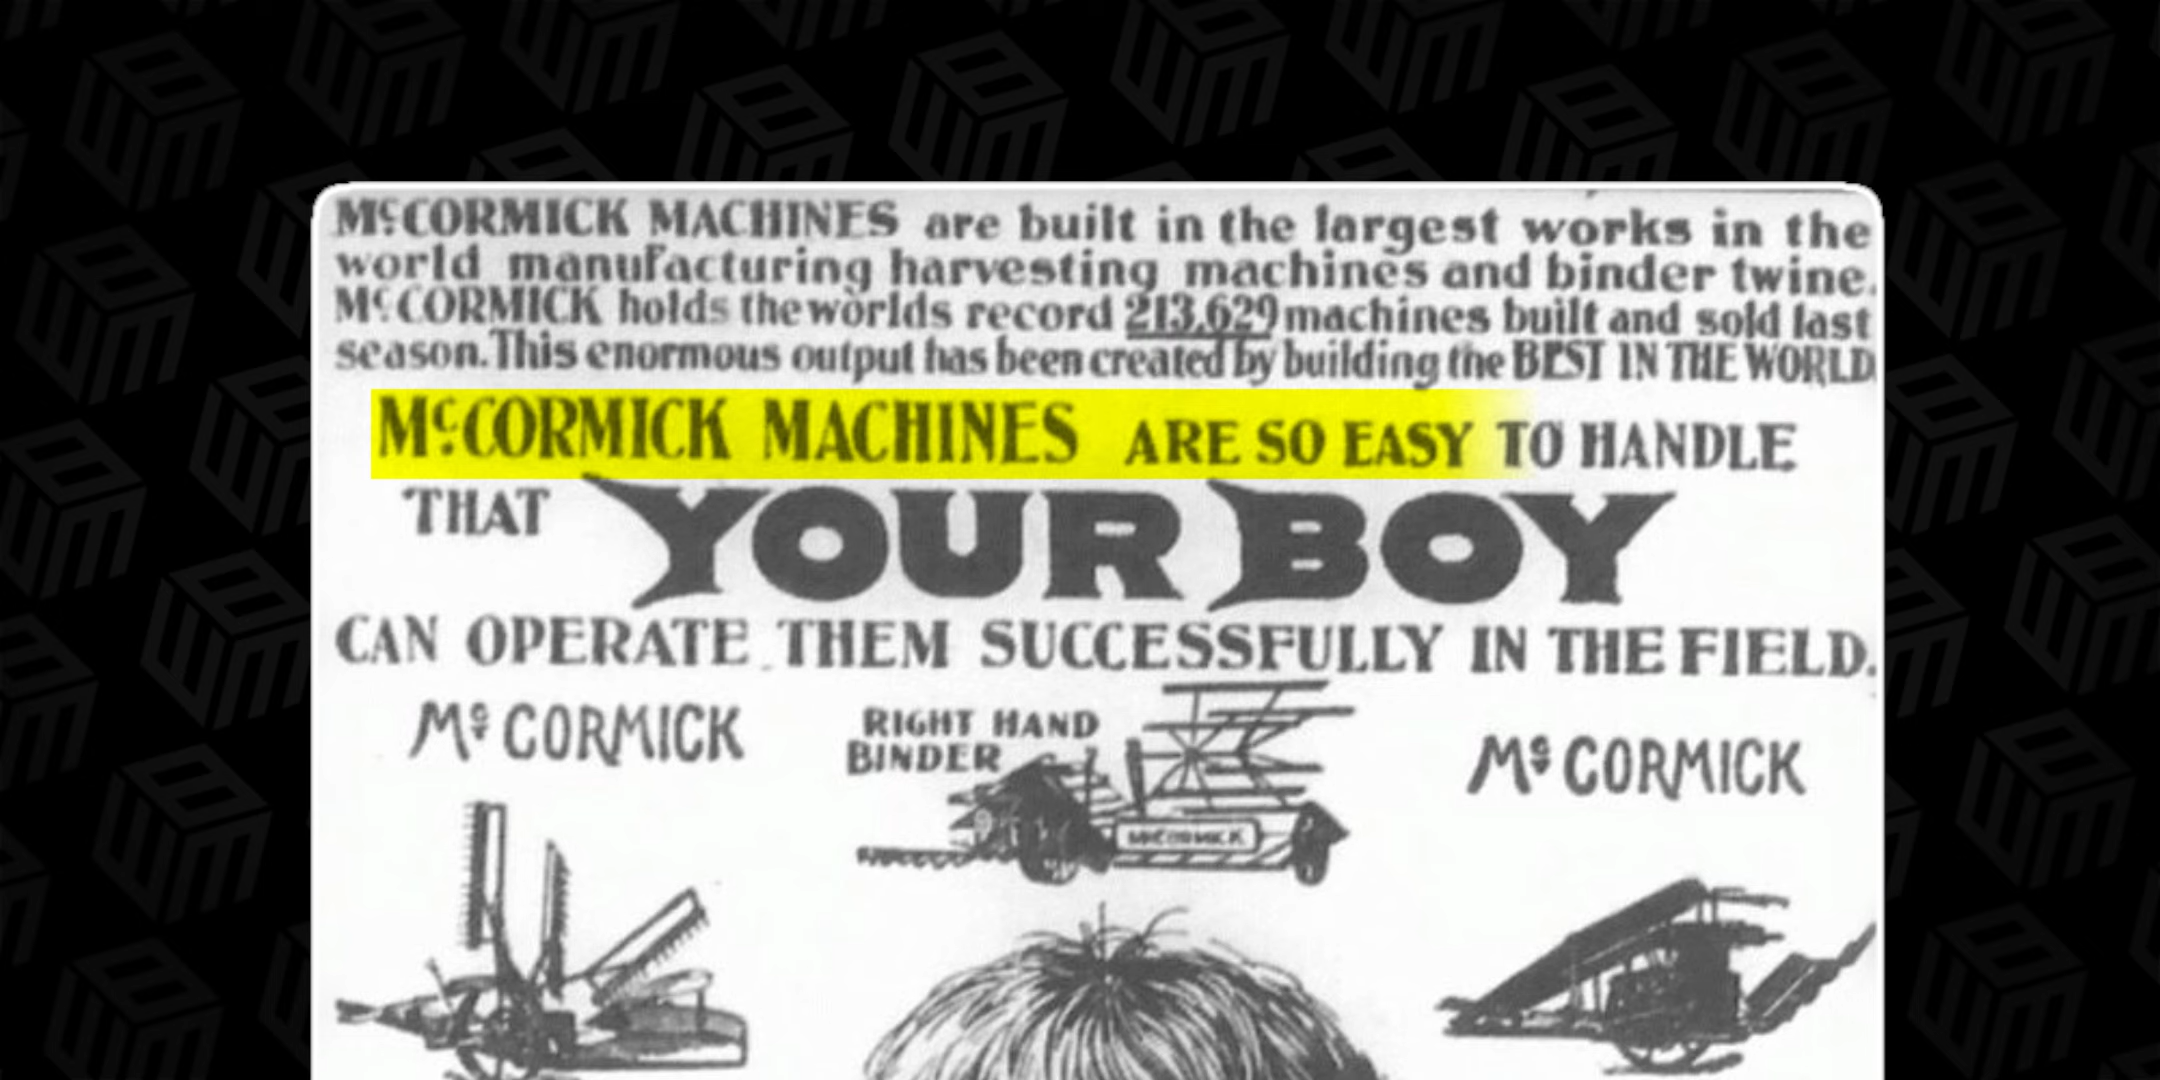 McCORMICK MACHINES are built in the largest works in the
world manufacturing harvesting machines and binder twine.
McCORMICK holds the worlds record 213,629 machines built and sold last
season. This enormous output has been created by building the BEST IN THE WORLD
McCORMICK MACHINES ARE SO EASY TO HANDLE
THAT YOUR BOY
CAN OPERATE THEM SUCCESSFULLY IN THE FIELD.
McCORMICK
RIGHT HAND
BINDER
McCORMICK
McCORMICK